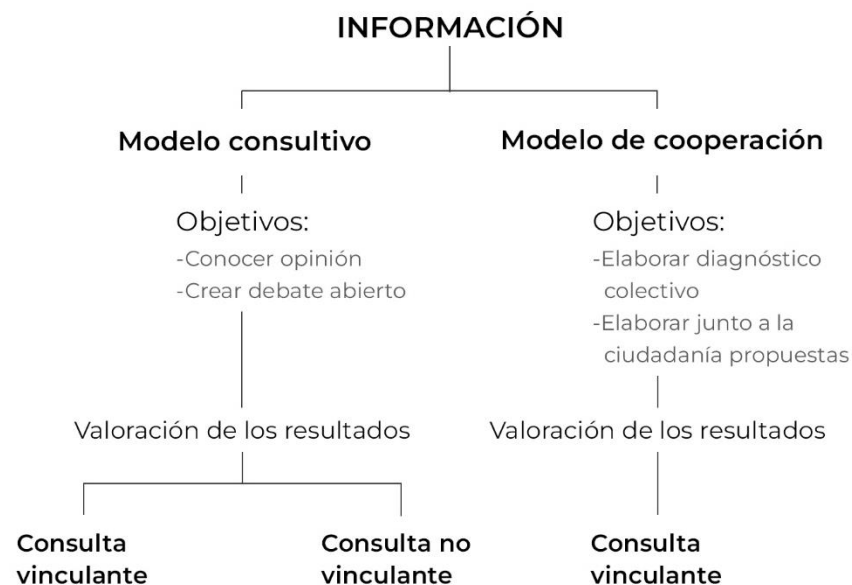 INFORMACIÓN
Modelo consultivo
Modelo de cooperación
Objetivos:
-Conocer opinión
-Crear debate abierto
Objetivos:
-Elaborar diagnóstico
colectivo
-Elaborar junto a la
ciudadanía propuestas
Valoración de los resultados
Valoración de los resultados
Consulta
vinculante
Consulta no
vinculante
Consulta
vinculante